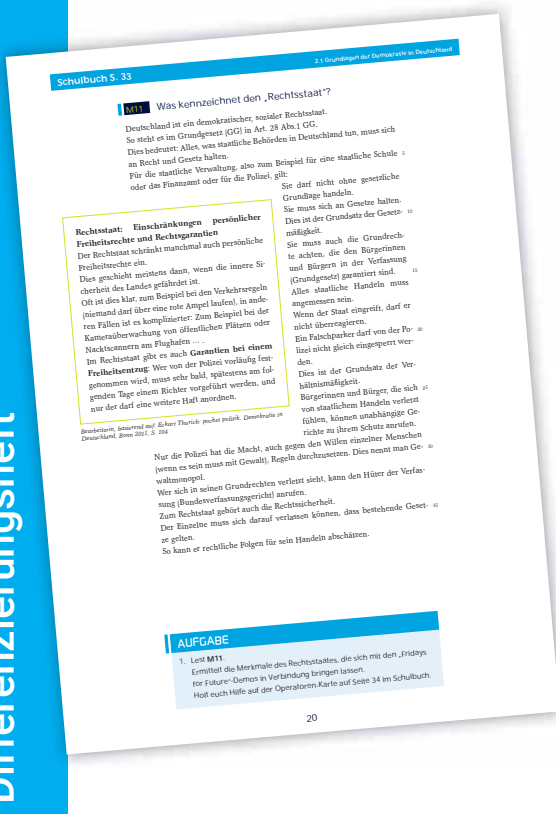 Schulbuch S. 33
2.1 Grundlagen der Demokratie in Deutschland
M11 Was kennzeichnet den „Rechtsstaat“?
Deutschland ist ein demokratischer, sozialer Rechtsstaat.
So steht es im Grundgesetz (GG) in Art. 28 Abs.1 GG.
Dies bedeutet: Alles, was staatliche Behörden in Deutschland tun, muss sich
an Recht und Gesetz halten.
Für die staatliche Verwaltung, also zum Beispiel für eine staatliche Schule 5
oder das Finanzamt oder für die Polizei, gilt:
Sie darf nicht ohne gesetzliche
Grundlage handeln.
Sie muss sich an Gesetze halten.
Dies ist der Grundsatz der Gesetz- 10
mäßigkeit.
Sie muss auch die Grundrech-
te achten, die den Bürgerinnen
und Bürgern in der Verfassung
(Grundgesetz) garantiert sind. 15
Alles staatliche Handeln muss
angemessen sein.
Wenn der Staat eingreift, darf er
nicht überreagieren.
Ein Falschparker darf von der Po- 20
lizei nicht gleich eingesperrt wer-
den.
Dies ist der Grundsatz der Ver-
hältnismäßigkeit.
Bürgerinnen und Bürger, die sich 25
von staatlichem Handeln verletzt
fühlen, können unabhängige Ge-
richte zu ihrem Schutz anrufen.
Rechtsstaat: Einschränkungen persönlicher
Freiheitsrechte und Rechtsgarantien
Der Rechtstaat schränkt manchmal auch persönliche
Freiheitsrechte ein.
Dies geschieht meistens dann, wenn die innere Si-
cherheit des Landes gefährdet ist.
Oft ist dies klar, zum Beispiel bei den Verkehrsregeln
(niemand darf über eine rote Ampel laufen), in ande-
ren Fällen ist es komplizierter: Zum Beispiel bei der
Kameraüberwachung von öffentlichen Plätzen oder
Nacktscannern am Flughafen ... .
Im Rechtsstaat gibt es auch Garantien bei einem
Freiheitsentzug: Wer von der Polizei vorläufig fest-
genommen wird, muss sehr bald, spätestens am fol-
genden Tage einem Richter vorgeführt werden, und
nur der darf eine weitere Haft anordnen.
Bearbeiterin, basierend auf: Eckart Thurich: pocket politik. Demokratie in
Deutschland, Bonn 2011, S. 104
Nur die Polizei hat die Macht, auch gegen den Willen einzelner Menschen
(wenn es sein muss mit Gewalt), Regeln durchzusetzen. Dies nennt man Ge- 30
waltmonopol.
Wer sich in seinen Grundrechten verletzt sieht, kann den Hüter der Verfas-
sung (Bundesverfassungsgericht) anrufen.
Zum Rechtstaat gehört auch die Rechtssicherheit.
Der Einzelne muss sich darauf verlassen können, dass bestehende Geset- 35
ze gelten.
So kann er rechtliche Folgen für sein Handeln abschätzen.
AUFGABE
1. Lest M11.
Ermittelt die Merkmale des Rechtsstaates, die sich mit den „Fridays
for Future“-Demos in Verbindung bringen lassen.
Holt euch Hilfe auf der Operatoren-Karte auf Seite 34 im Schulbuch.
20
Differenzierungsheft